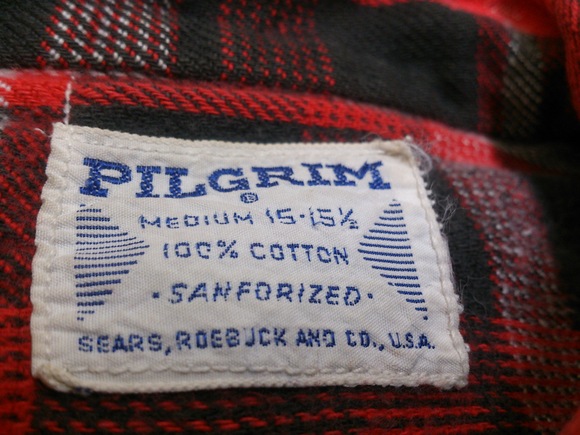 PILGRIM
®
MEDIUM 15-15½
100% COTTON
·SANFORIZED·
SEARS, ROEBUCK AND CO., U.S.A.